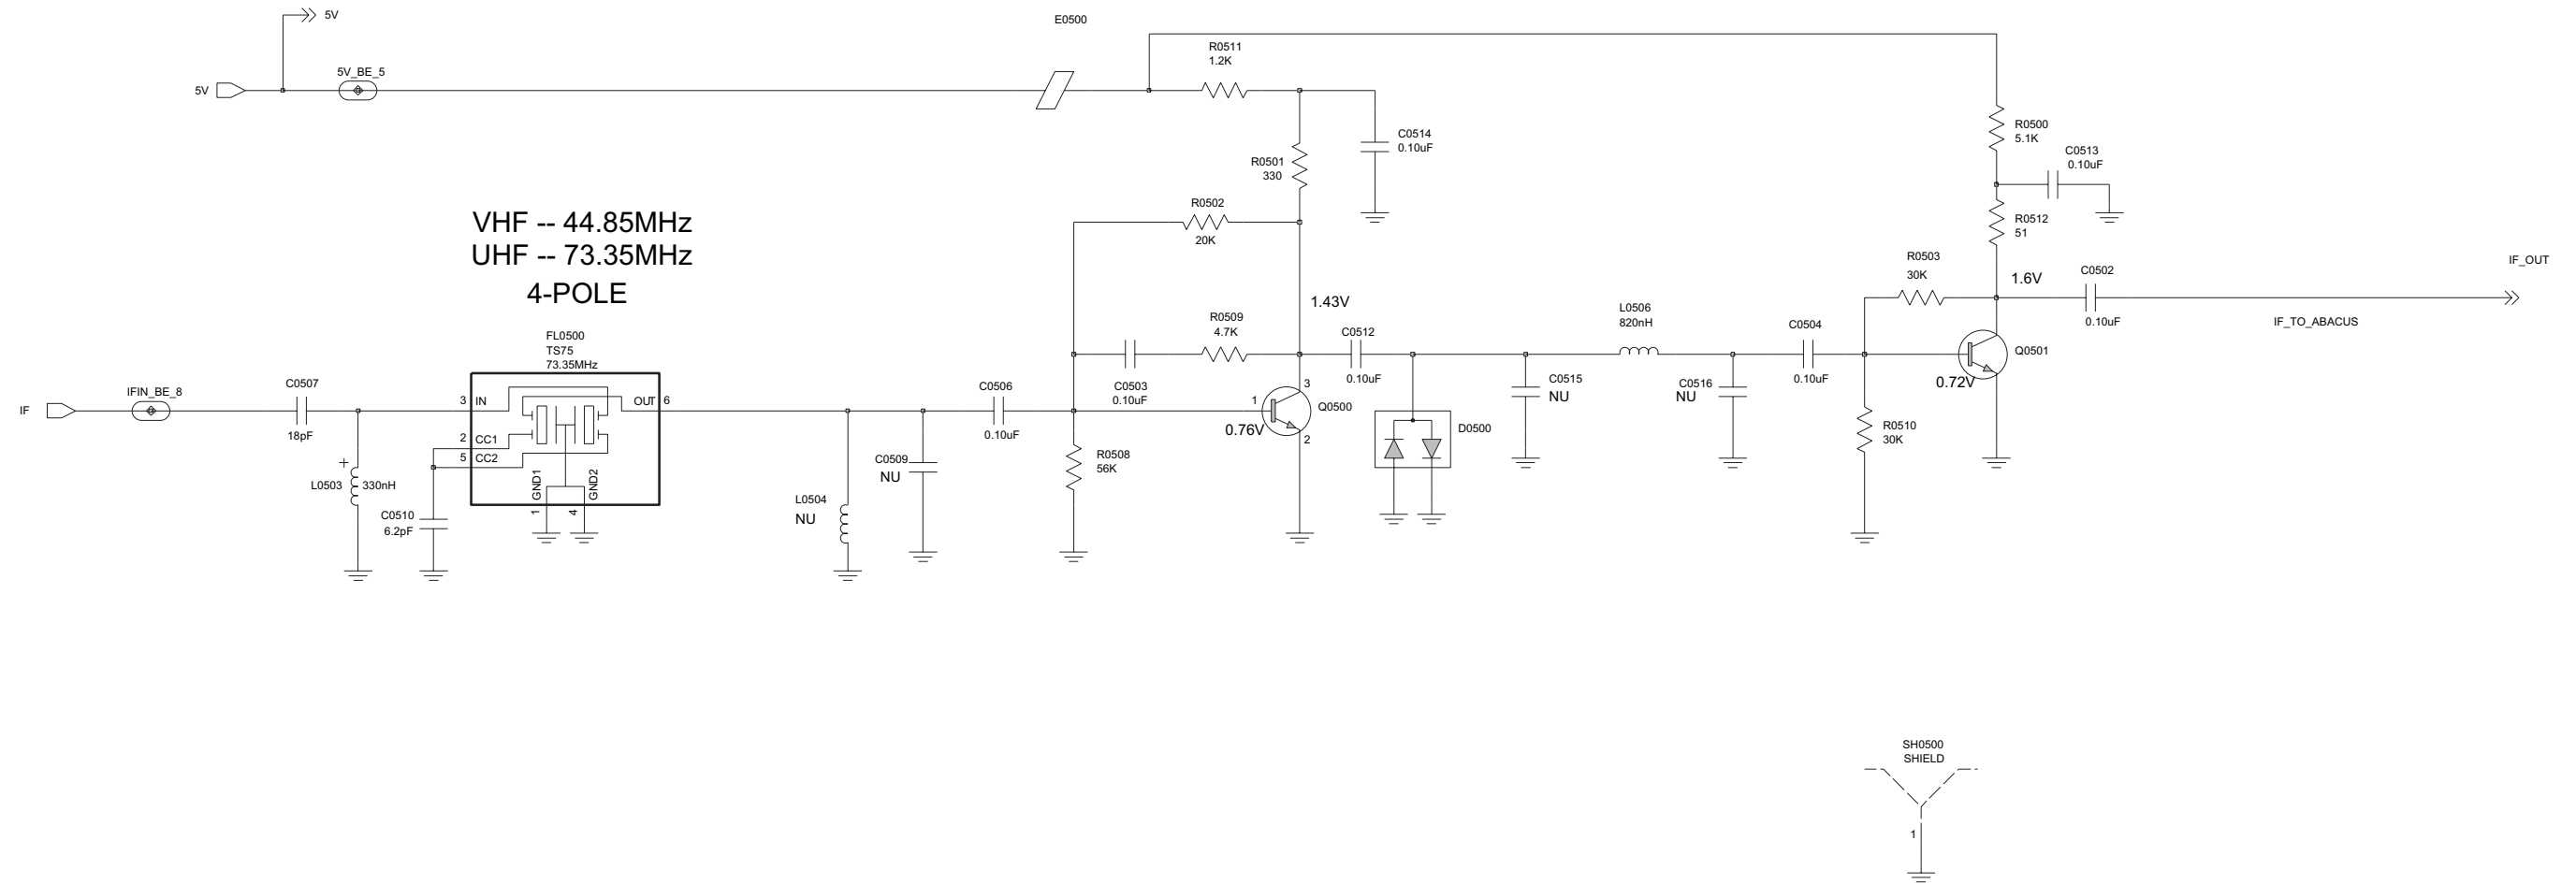 5V
E0500
R0511
1.2K
5V_BE_5
5V
C0514
0.10uF
R0500
5.1K
C0513
0.10uF
R0501
330
R0502
20K
R0512
51
VHF -- 44.85MHz
UHF -- 73.35MHz
4-POLE
R0503
30K
1.6V
C0502
0.10uF
IF_OUT
IF_TO_ABACUS
1.43V
R0509
4.7K
C0512
0.10uF
L0506
820nH
C0504
0.10uF
Q0501
0.72V
FL0500
TS75
73.35MHz
IF
IFIN_BE_8
C0507
18pF
3
IN
OUT
6
2
CC1
5
CC2
GND1
GND2
1
4
C0506
0.10uF
C0503
0.10uF
1
3
2
Q0500
0.76V
C0515
NU
C0516
NU
D0500
R0510
30K
+
L0503
330nH
C0510
6.2pF
L0504
NU
C0509
NU
R0508
56K
SH0500
SHIELD
1